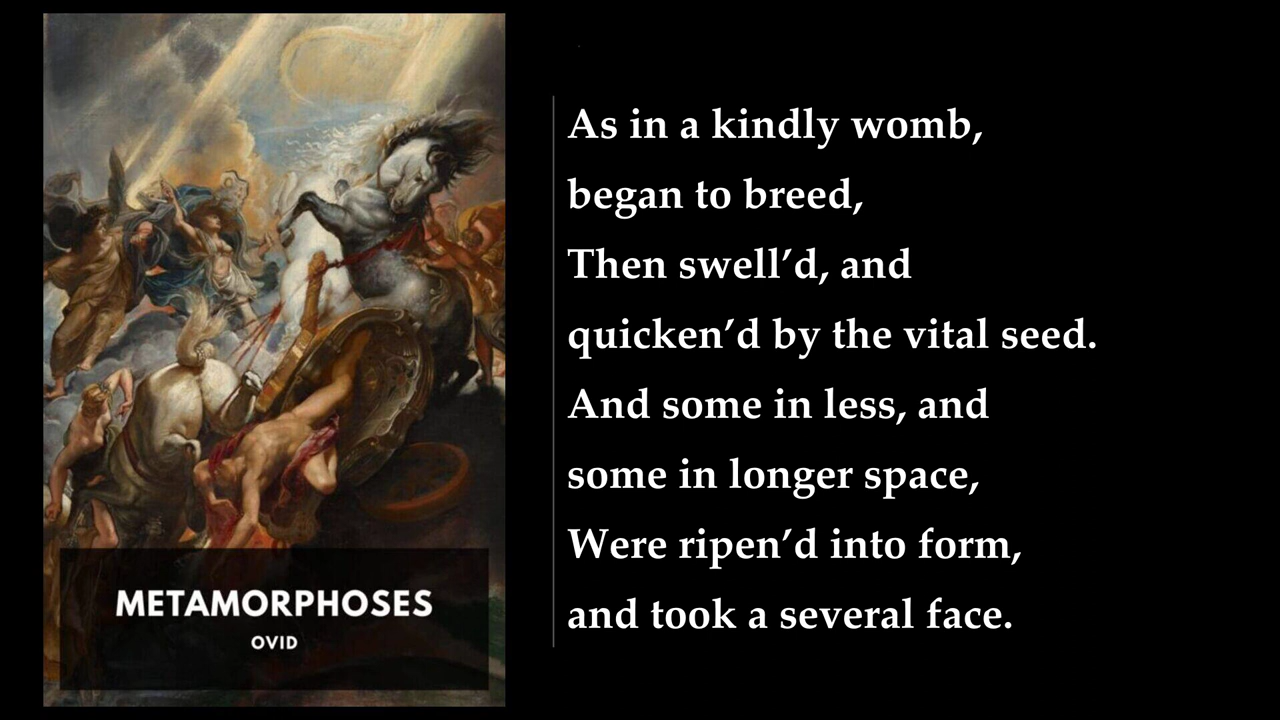 METAMORPHOSES
OVID
As in a kindly womb,
began to breed,
Then swell’d, and
quicken’d by the vital seed.
And some in less, and
some in longer space,
Were ripen’d into form,
and took a several face.